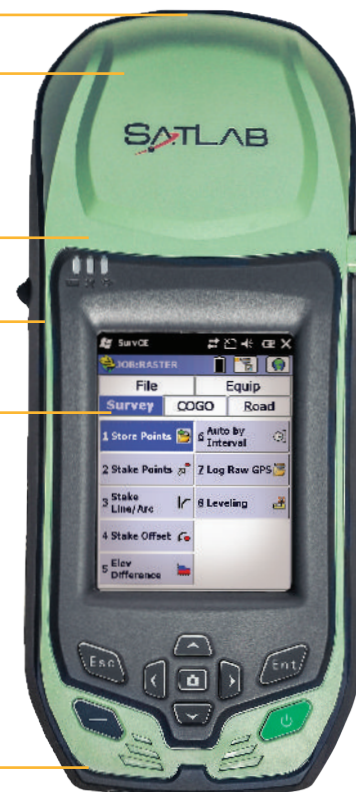 SATLAB
SurvCE
JOB:RASTER
File Equip
Survey COGO Road
1 Store Points 6 Auto by Interval
2 Stake Points 7 Log Raw GPS
3 Stake Line/Arc 8 Leveling
4 Stake Offset
5 Elev Difference
Esc
Ent